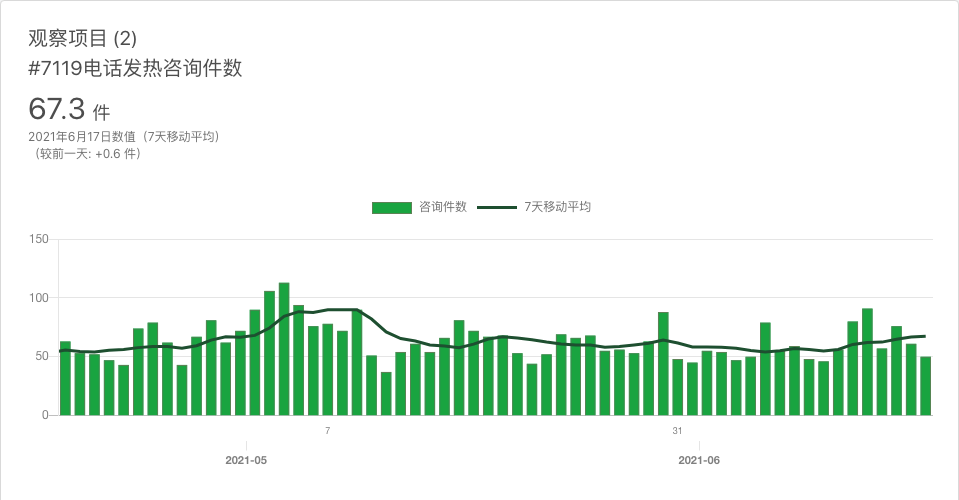 观察项目 (2)
#7119电话发热咨询件数
67.3 件
2021年6月17日数值（7天移动平均）
（较前一天: +0.6 件）
咨询件数 7天移动平均
150
100
50
0
7 31
2021-05 2021-06